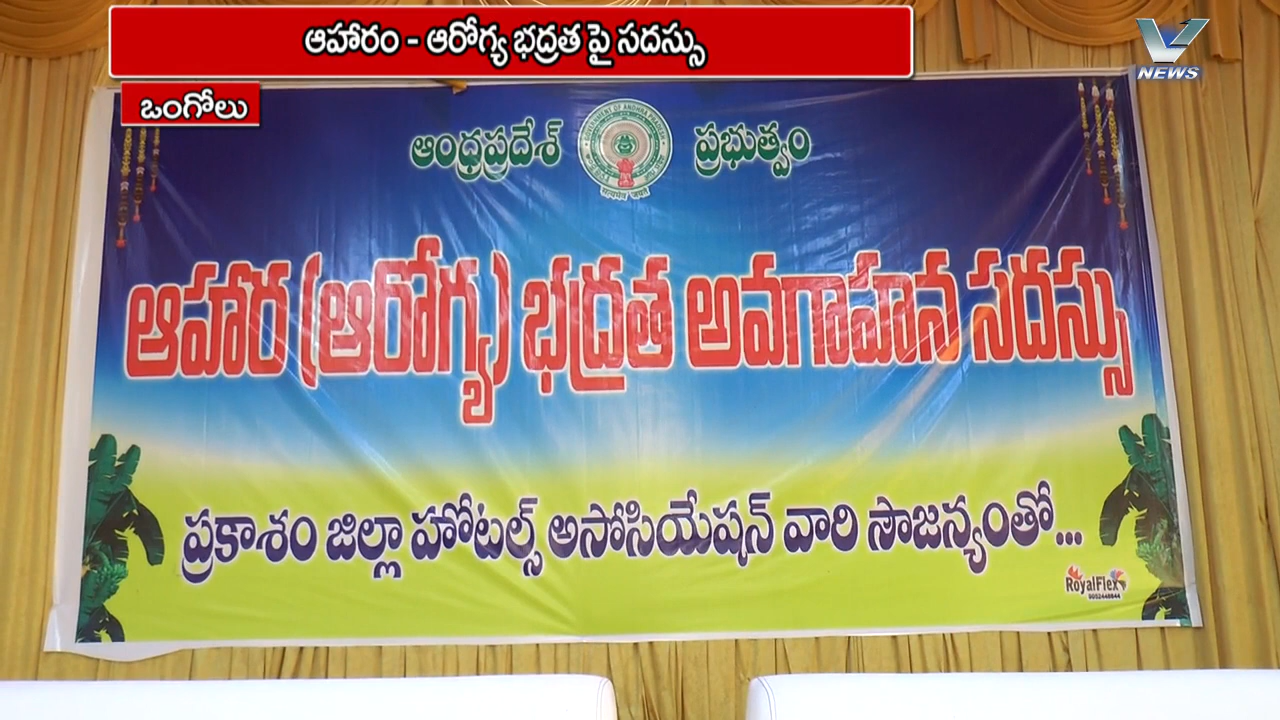 ఆహారం - ఆరోగ్య భద్రత పై సదస్సు
V NEWS
ఒంగోలు
ఆంధ్రప్రదేశ్ ప్రభుత్వం
ఆహార (ఆరోగ్య) భద్రత అవగాహన సదస్సు
ప్రకాశం జిల్లా హోటల్స్ అసోసియేషన్ వారి సౌజన్యంతో...
RoyalFlex